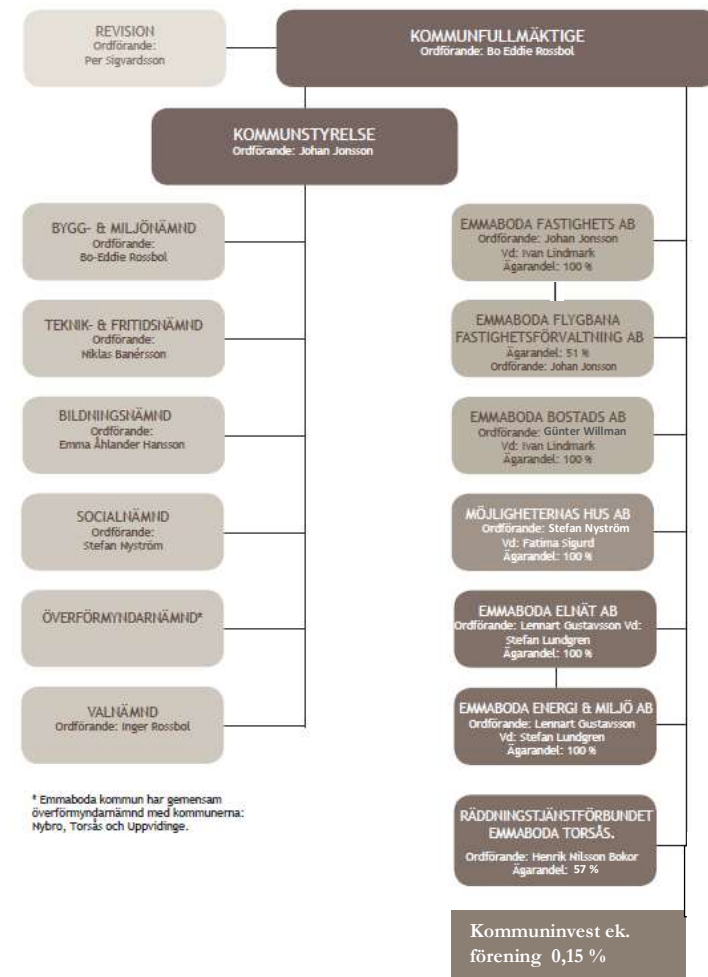 REVISION
Ordförande:
Per Sigvardsson
KOMMUNFULLMÄKTIGE
Ordförande: Bo Eddie Rossbol
KOMMUNSTYRELSE
Ordförande: Johan Jonsson
BYGG- & MILJÖNÄMND
Ordförande:
Bo-Eddie Rossbol
TEKNIK- & FRITIDSNÄMND
Ordförande:
Niklas Banérsson
BILDNINGSNÄMND
Ordförande:
Emma Åhlander Hansson
SOCIALNÄMND
Ordförande:
Stefan Nyström
ÖVERFÖRMYNDARNÄMND*
VALNÄMND
Ordförande: Inger Rossbol
* Emmaboda kommun har gemensam
överförmyndarnämnd med kommunerna:
Nybro, Torsås och Uppvidinge.
EMMABODA FASTIGHETS AB
Ordförande: Johan Jonsson
Vd: Ivan Lindmark
Ägarandel: 100 %
EMMABODA FLYGBANA
FASTIGHETSFÖRVALTNING AB
Ägarandel: 51 %
Ordförande: Johan Jonsson
EMMABODA BOSTADS AB
Ordförande: Günter Willman
Vd: Ivan Lindmark
Ägarandel: 100 %
MÖJLIGHETERNAS HUS AB
Ordförande: Stefan Nyström
Vd: Fatima Sigurd
Ägarandel: 100 %
EMMABODA ELNÄT AB
Ordförande: Lennart Gustavsson Vd:
Stefan Lundgren
Ägarandel: 100 %
EMMABODA ENERGI & MILJÖ AB
Ordförande: Lennart Gustavsson
Vd: Stefan Lundgren
Ägarandel: 100 %
RÄDDNINGSTJÄNSTFÖRBUNDET
EMMABODA TORSÅS.
Ordförande: Henrik Nilsson Bokor
Ägarandel: 57 %
Kommuninvest ek.
förening 0,15 %